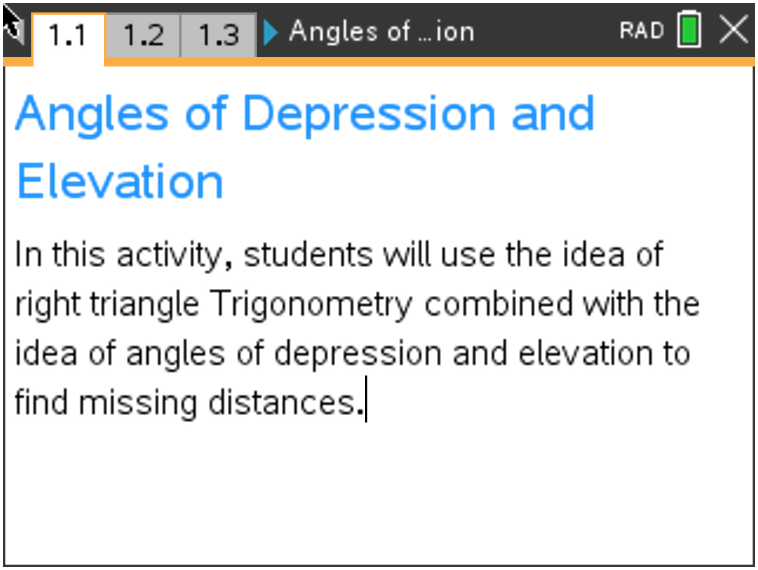 1.1 1.2 1.3 Angles of …ion RAD
Angles of Depression and
Elevation
In this activity, students will use the idea of
right triangle Trigonometry combined with the
idea of angles of depression and elevation to
find missing distances.